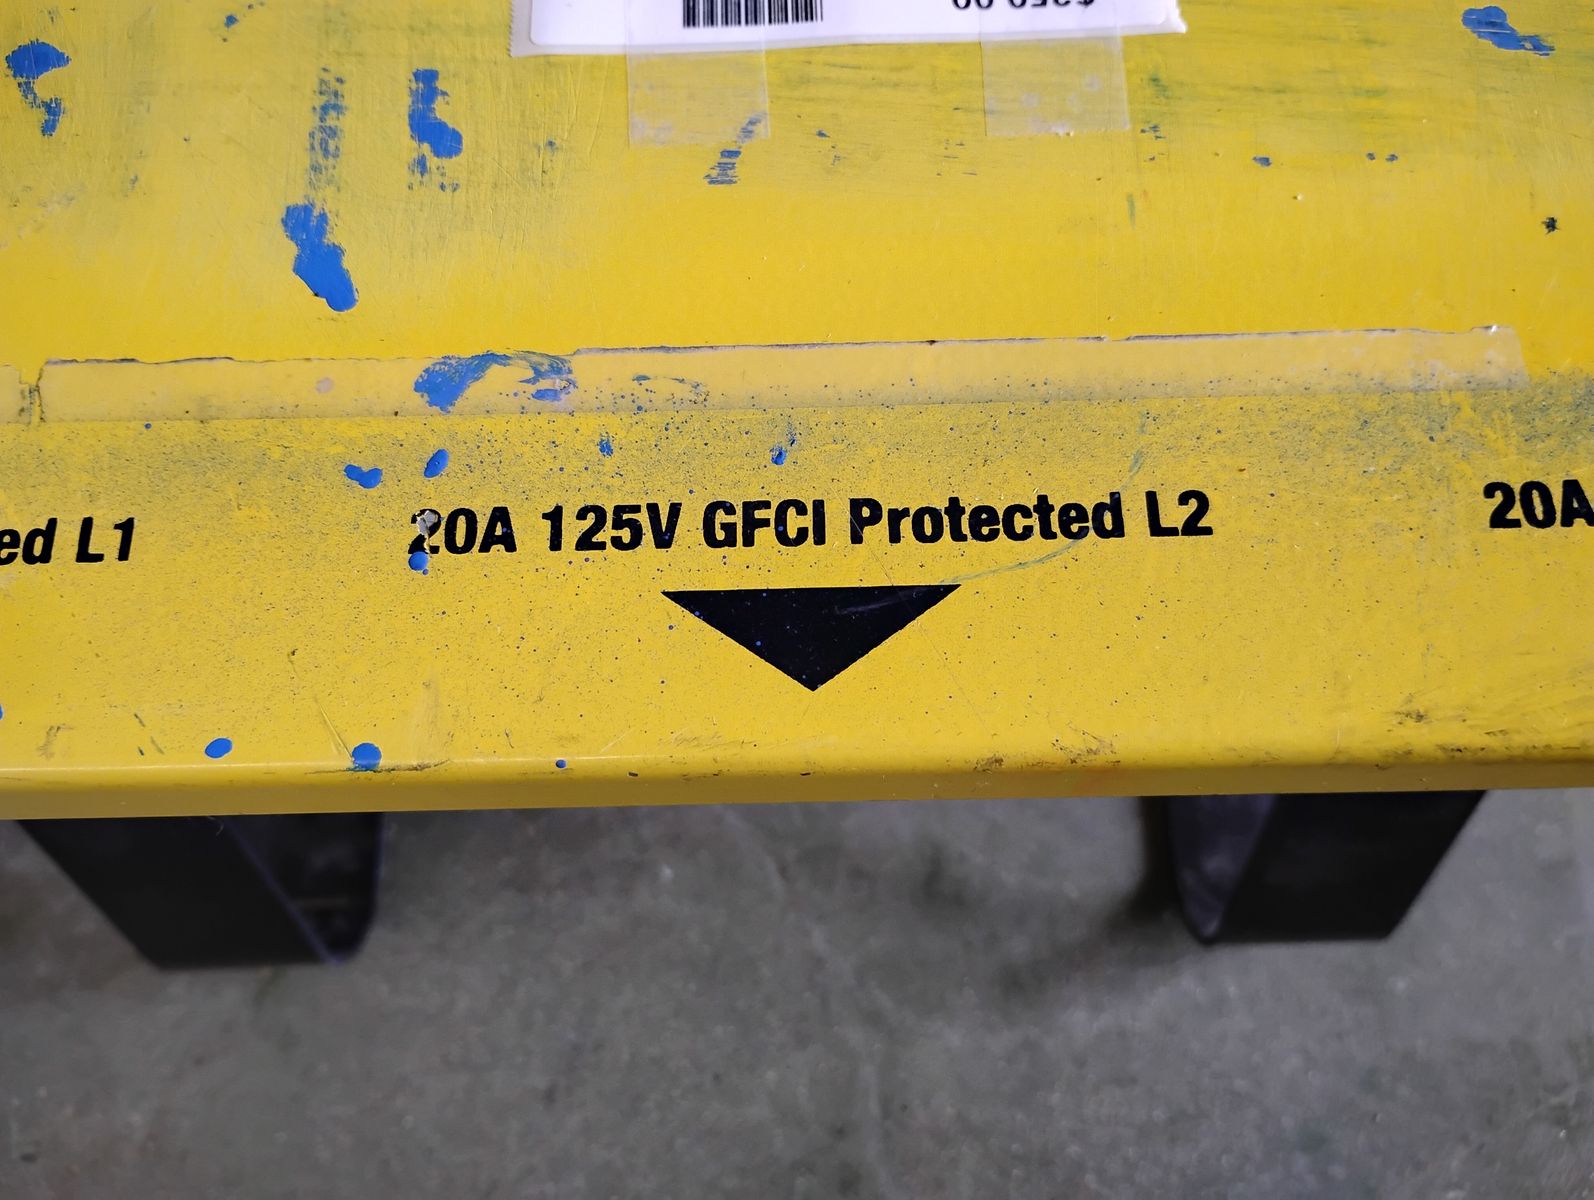 ed L1
20A 125V GFCI Protected L2
20A